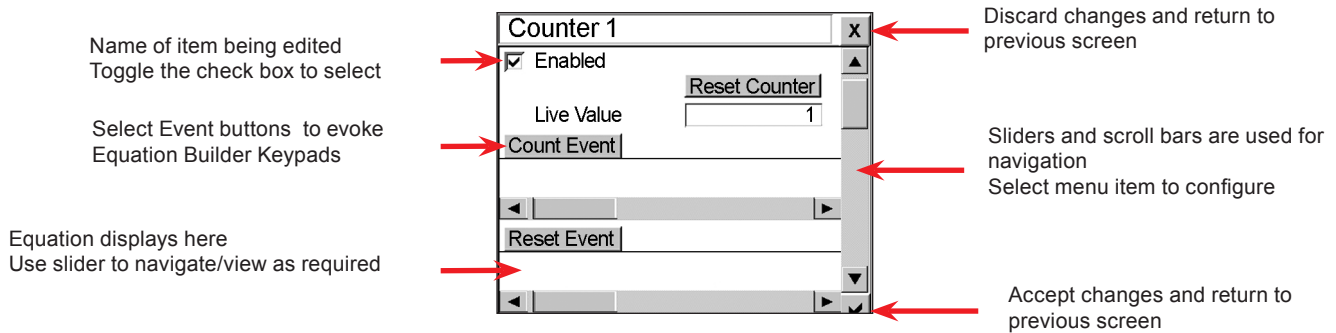 Name of item being edited
Toggle the check box to select
Select Event buttons to evoke
Equation Builder Keypads
Equation displays here
Use slider to navigate/view as required
Counter 1
X
Enabled
Reset Counter
Live Value
1
Count Event
Reset Event
Discard changes and return to
previous screen
Sliders and scroll bars are used for
navigation
Select menu item to configure
Accept changes and return to
previous screen